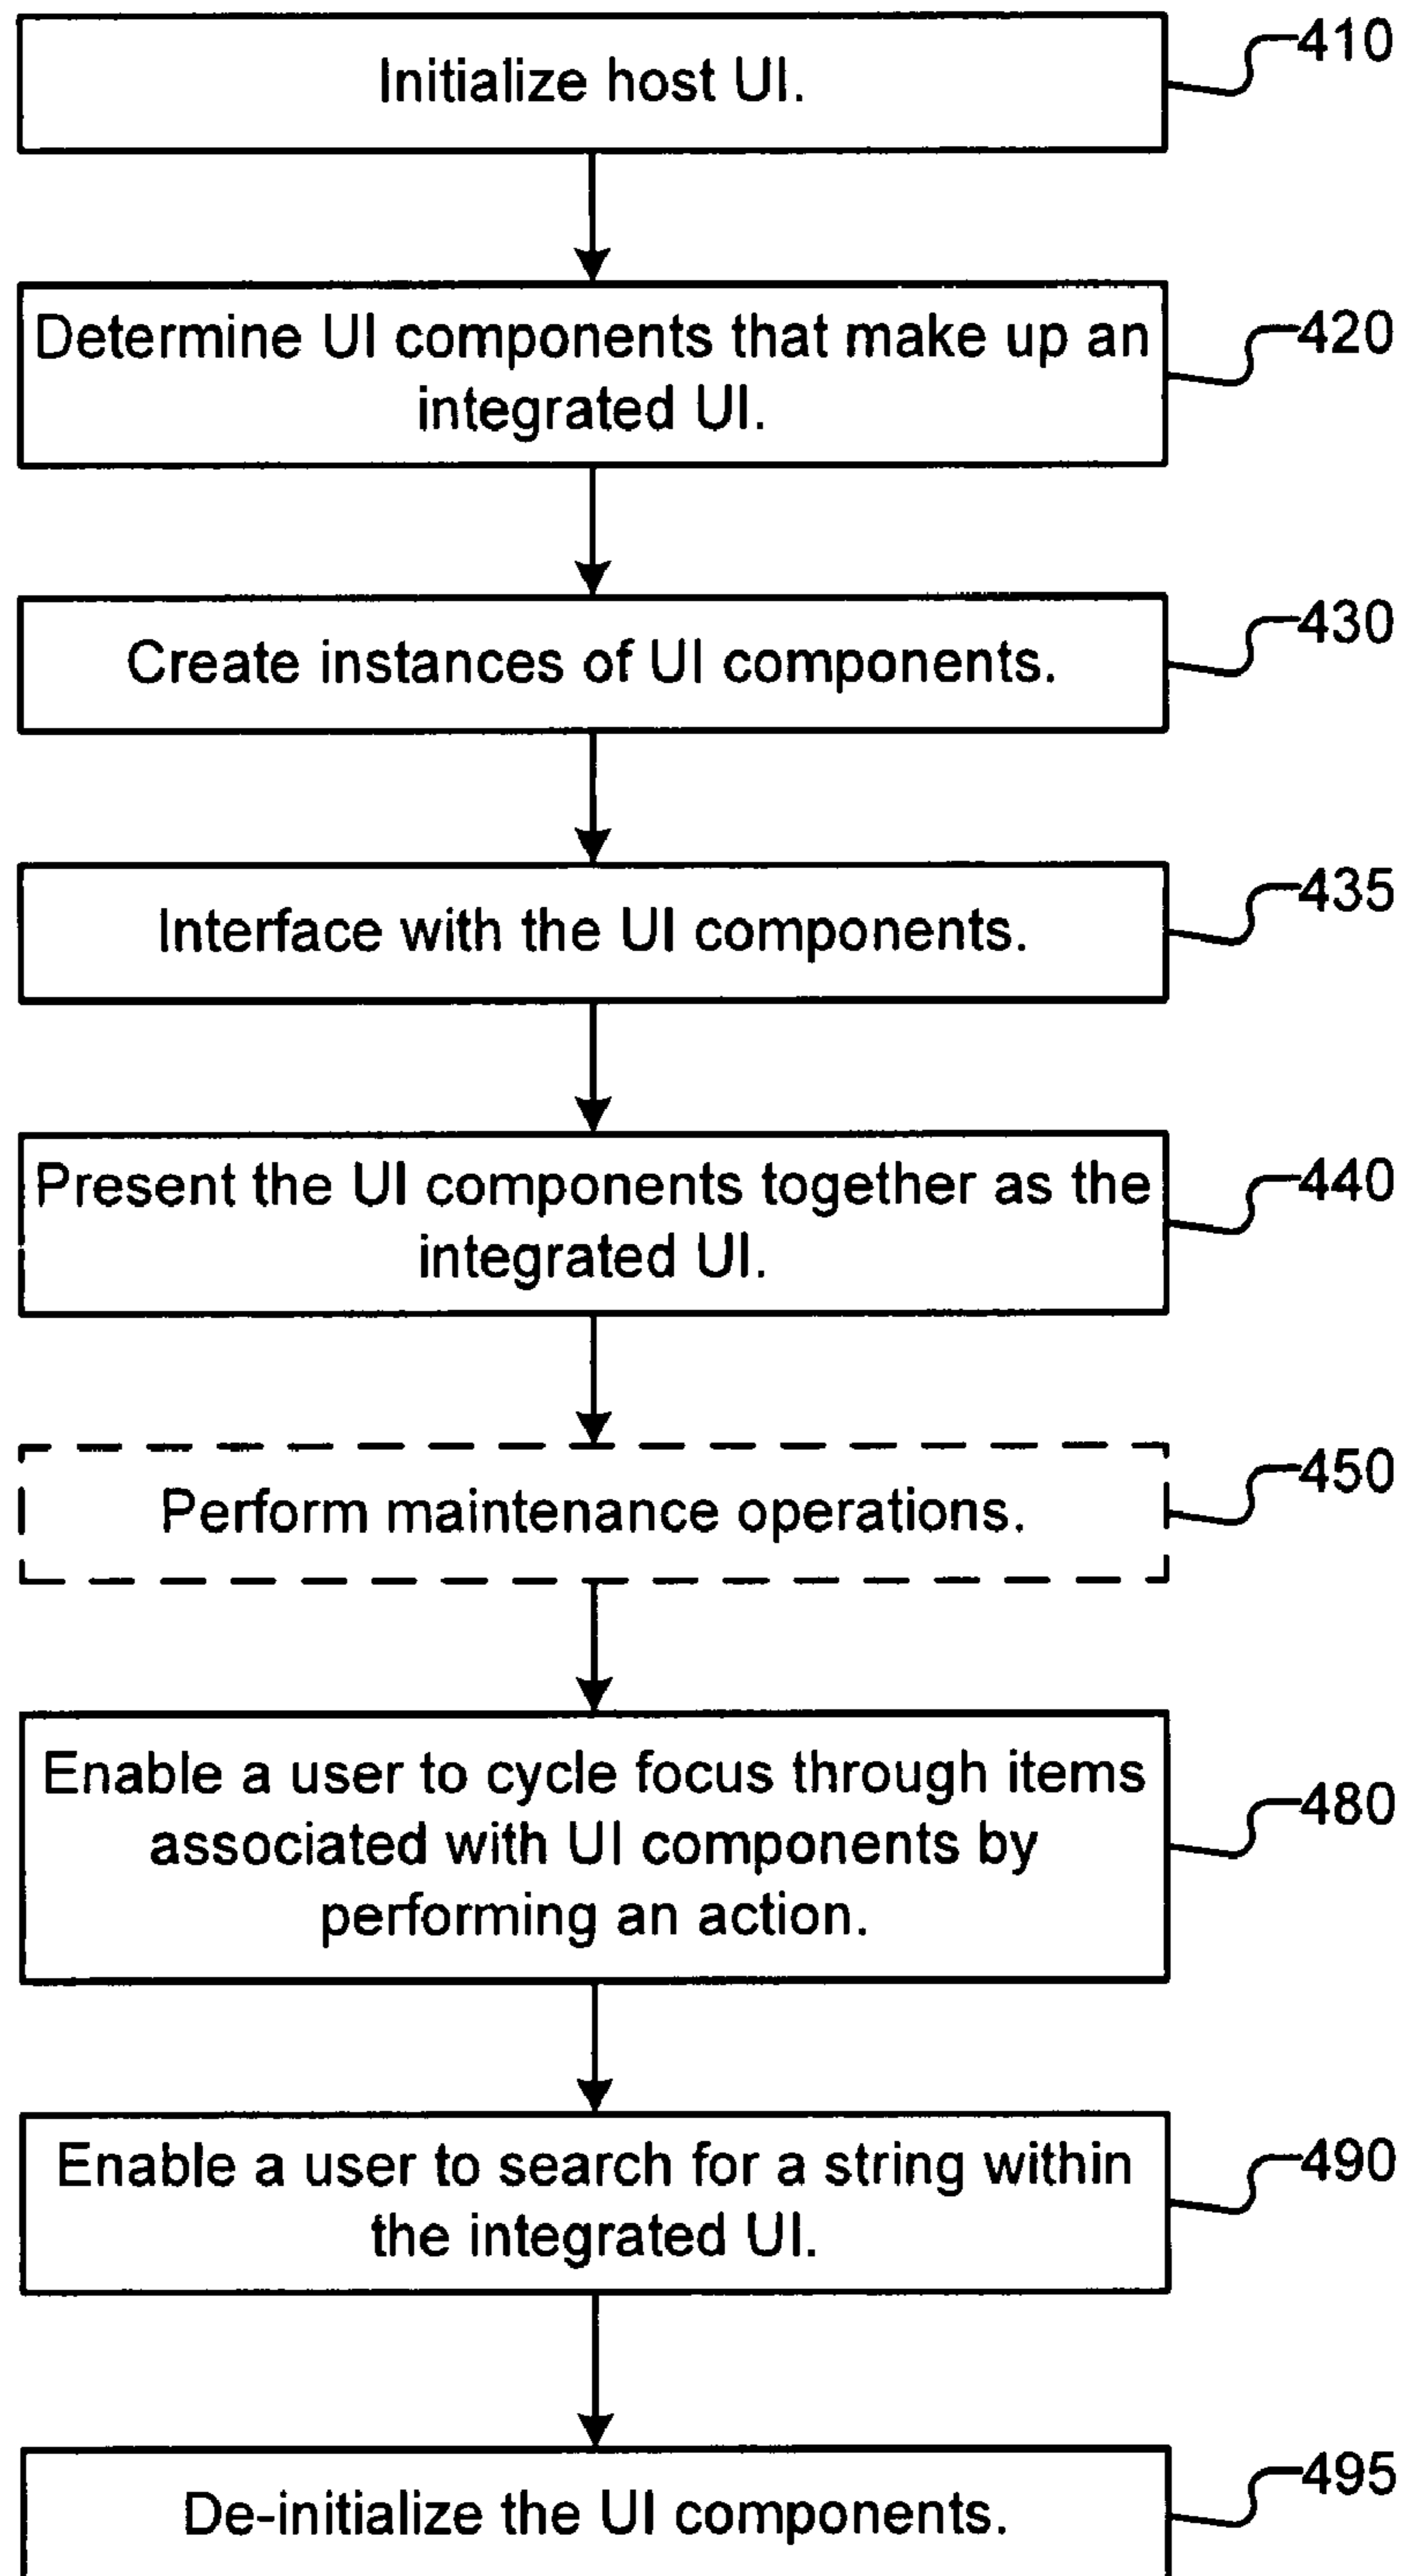 Initialize host UI.
410
Determine UI components that make up an
integrated UI.
420
Create instances of UI components.
430
Interface with the UI components.
435
Present the UI components together as the
integrated UI.
440
Perform maintenance operations.
450
Enable a user to cycle focus through items
associated with UI components by
performing an action.
480
Enable a user to search for a string within
the integrated UI.
490
De-initialize the UI components.
495